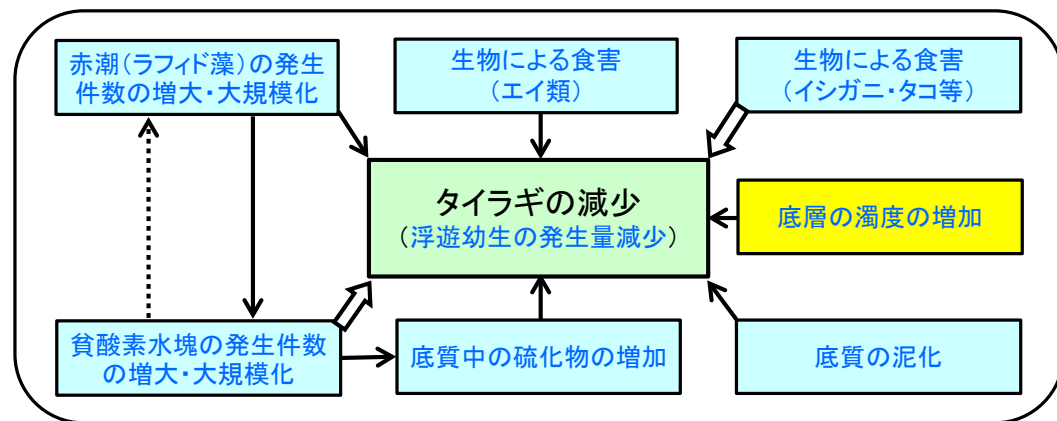 赤潮（ラフィド藻）の発生
件数の増大・大規模化
生物による食害
（エイ類）
生物による食害
（イシガニ・タコ等）
タイラギの減少
（浮遊幼生の発生量減少）
底層の濁度の増加
貧酸素水塊の発生件数
の増大・大規模化
底質中の硫化物の増加
底質の泥化